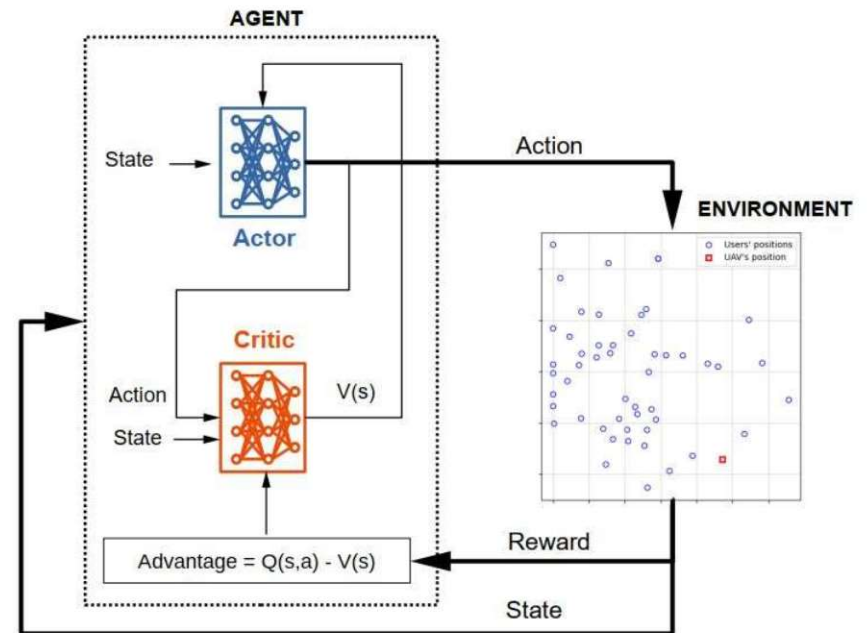 AGENT
State
Actor
Action
ENVIRONMENT
Users' positions
UAV's position
Critic
Action
State
V(s)
Advantage = Q(s,a) - V(s)
Reward
State